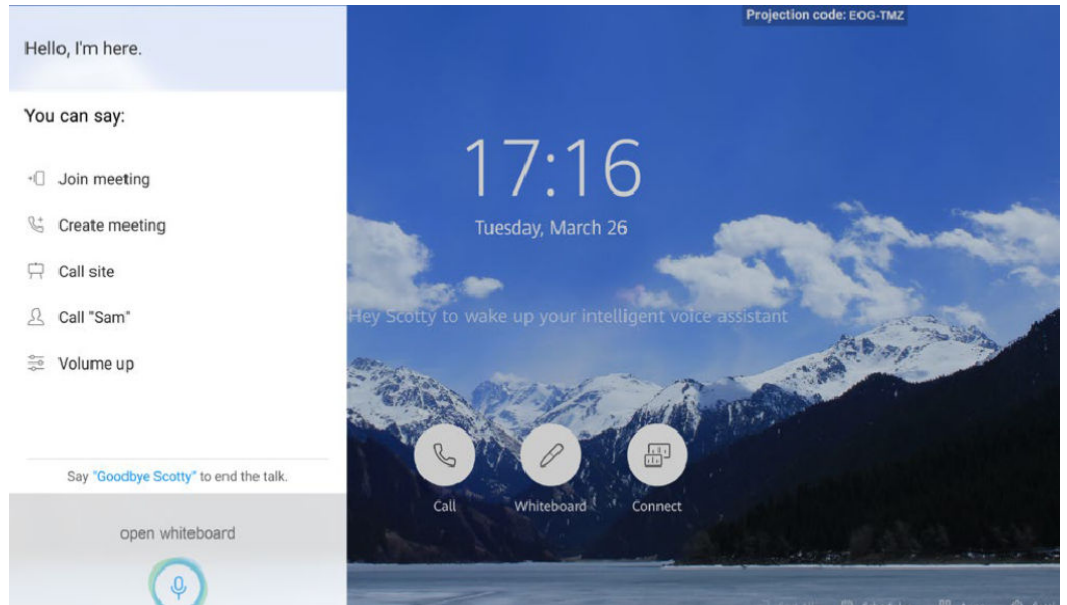 Hello, I'm here.
You can say:
Join meeting
Create meeting
Call site
Call "Sam"
Volume up
Say "Goodbye Scotty" to end the talk.
open whiteboard
Projection code: EOG-TMZ
17:16
Tuesday, March 26
Hey Scotty to wake up your intelligent voice assistant
Call
Whiteboard
Connect